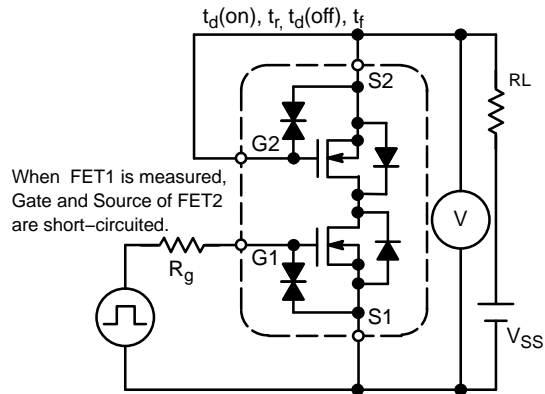 td(on), tr, td(off), tf
S2
RL
G2
When FET1 is measured,
Gate and Source of FET2
are short−circuited.
V
Rg
G1
S1
VSS